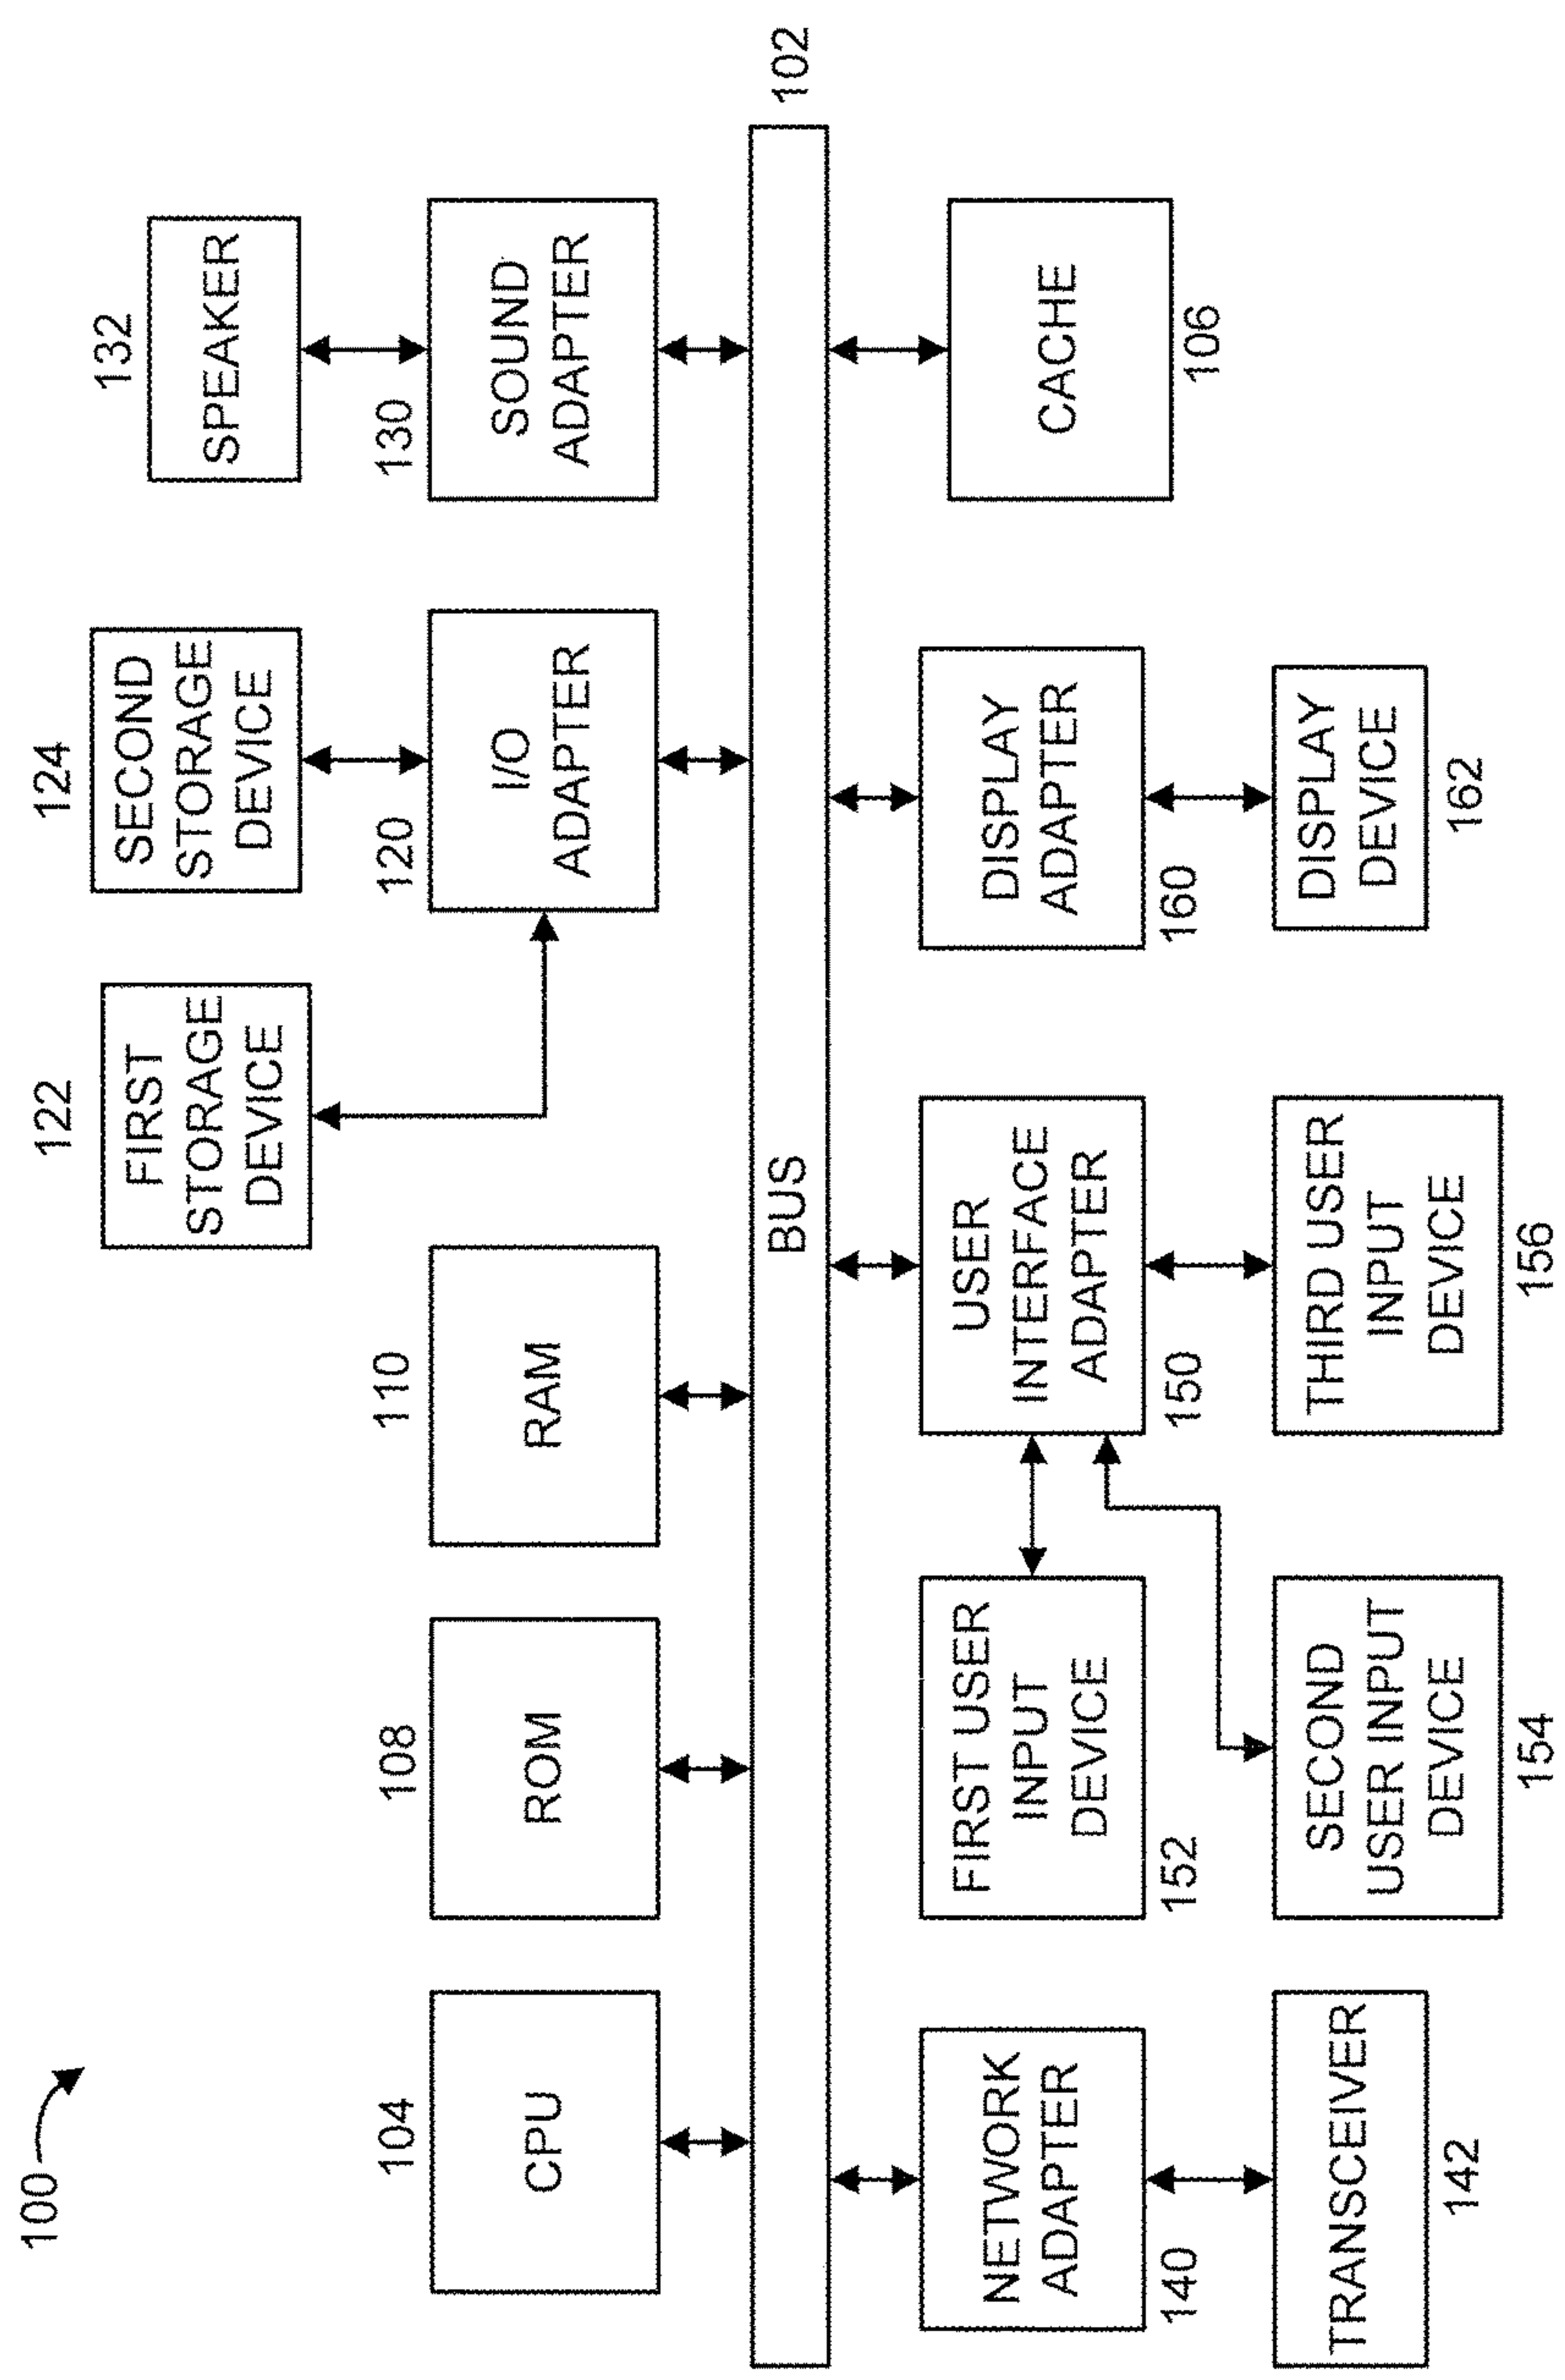 100
122
124
132
FIRST
STORAGE
DEVICE
SECOND
STORAGE
DEVICE
SPEAKER
104
108
110
120
130
CPU
ROM
RAM
I/O
ADAPTER
SOUND
ADAPTER
BUS
102
NETWORK
ADAPTER
FIRST USER
INPUT
DEVICE
USER
INTERFACE
ADAPTER
DISPLAY
ADAPTER
CACHE
140
152
150
160
106
TRANSCEIVER
SECOND
USER INPUT
DEVICE
THIRD USER
INPUT
DEVICE
DISPLAY
DEVICE
142
154
156
162